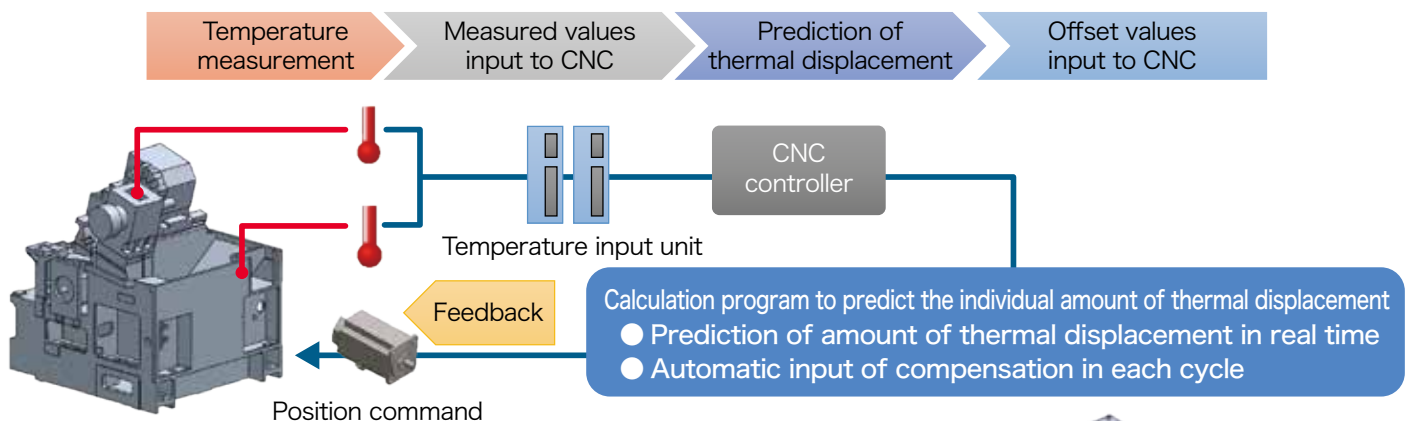 Temperature
measurement
Measured values
input to CNC
Prediction of
thermal displacement
Offset values
input to CNC
CNC
controller
Temperature input unit
Feedback
Calculation program to predict the individual amount of thermal displacement
● Prediction of amount of thermal displacement in real time
● Automatic input of compensation in each cycle
Position command